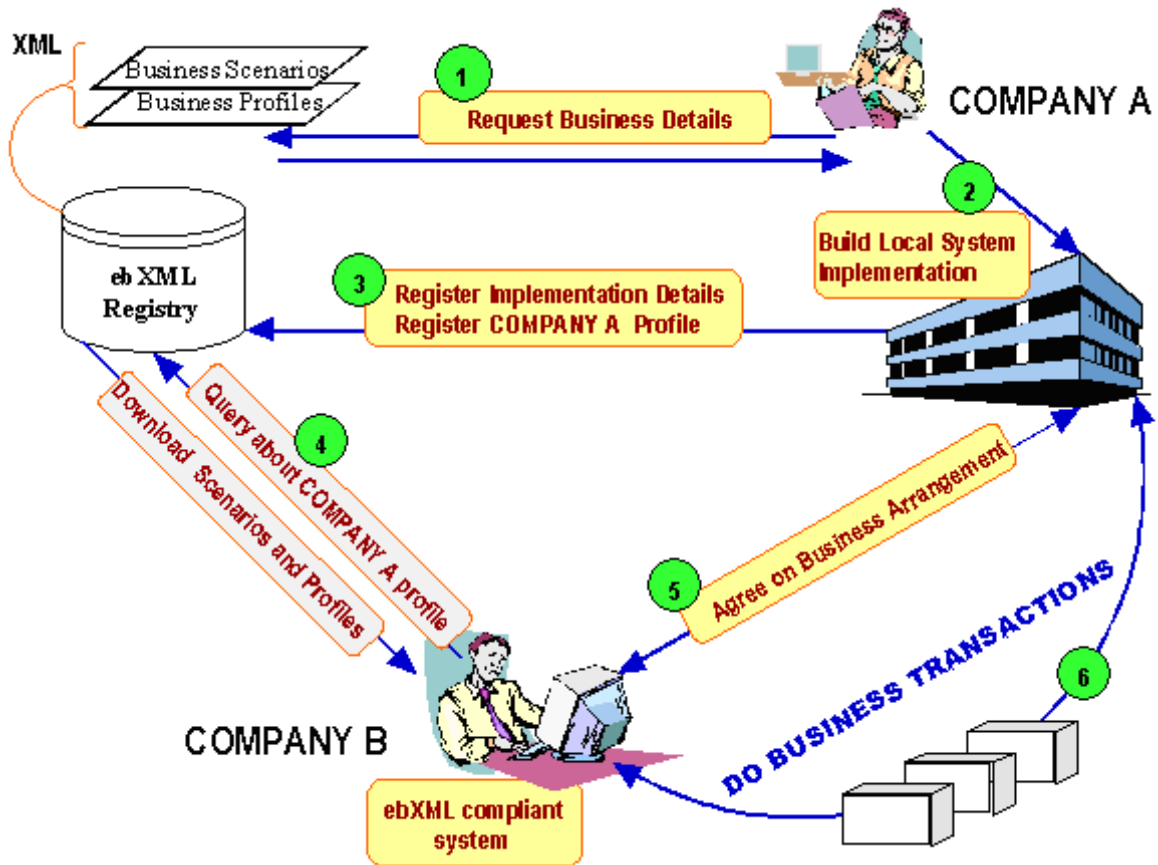 XML
Business Scenarios
Business Profiles
1
Request Business Details
COMPANY A
2
Build Local System
Implementation
eb XML
Registry
3
Register Implementation Details
Register COMPANY A Profile
Download Scenarios and Profiles
4
Query about COMPANY A profile
5
Agree on Business Arrangement
6
DO BUSINESS TRANSACTIONS
COMPANY B
ebXML compliant
system